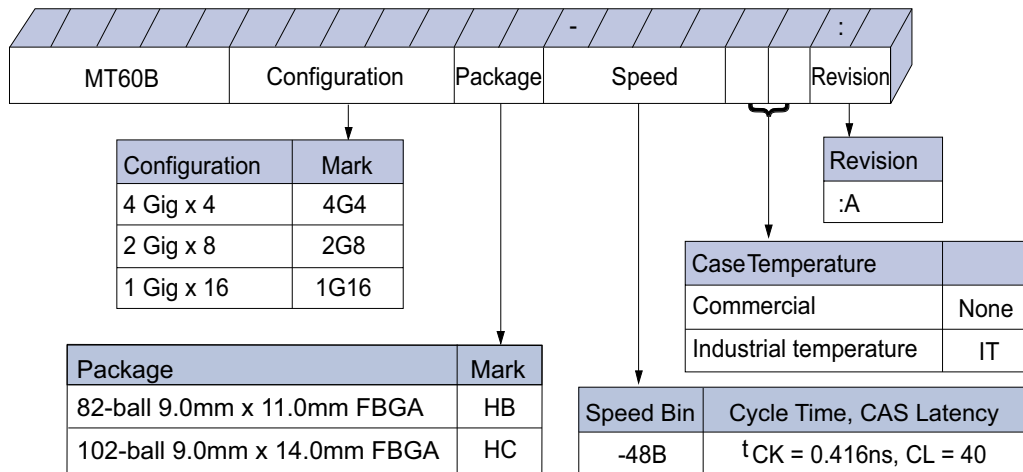 - :
MT60B Configuration Package Speed Revision
Configuration Mark
4 Gig x 4 4G4
2 Gig x 8 2G8
1 Gig x 16 1G16
Revision
:A
Case Temperature
Commercial None
Industrial temperature IT
Package Mark
82-ball 9.0mm x 11.0mm FBGA HB
102-ball 9.0mm x 14.0mm FBGA HC
Speed Bin Cycle Time, CAS Latency
-48B tCK = 0.416ns, CL = 40